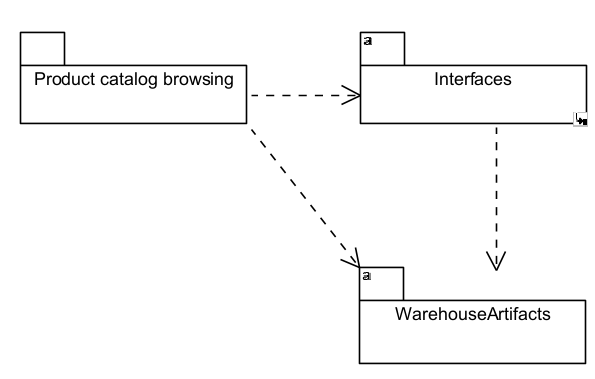 a
Product catalog browsing
Interfaces
a
WarehouseArtifacts